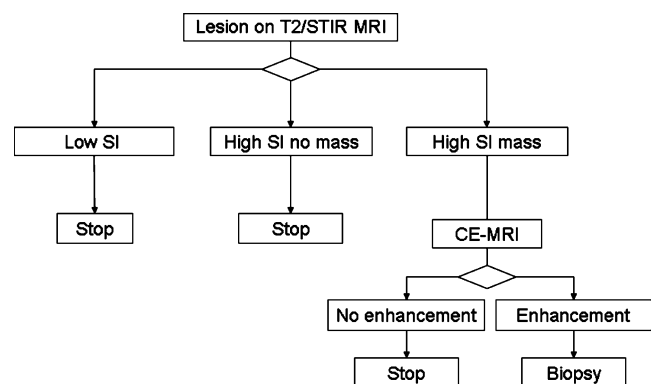 Lesion on T2/STIR MRI
Low SI
High SI no mass
High SI mass
Stop
Stop
CE-MRI
No enhancement
Enhancement
Stop
Biopsy